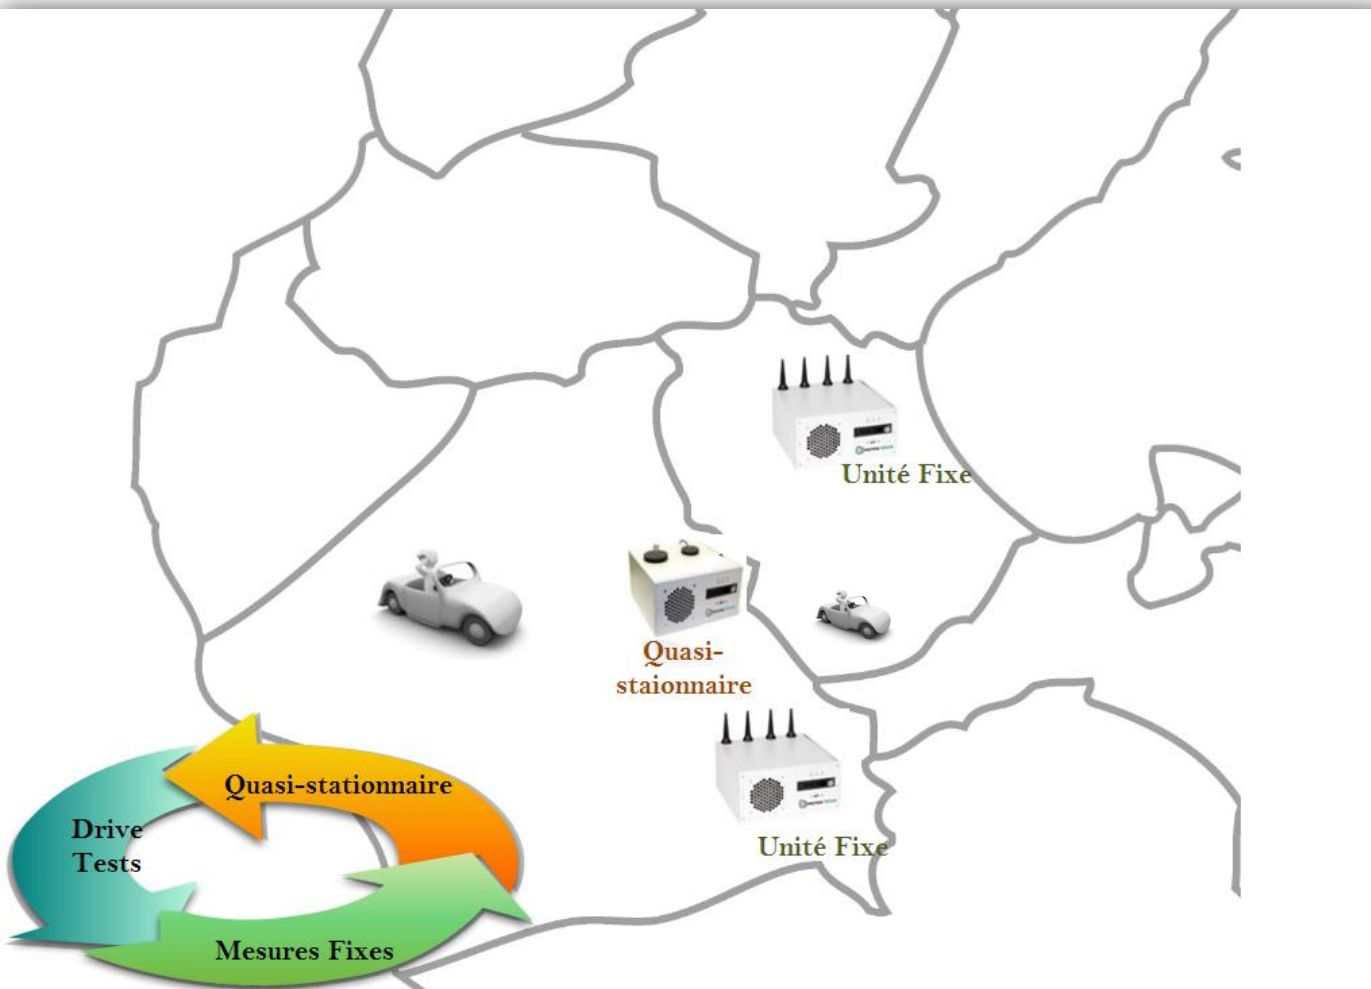 Unité Fixe
Quasi-
staionnaire
Unité Fixe
Quasi-stationnaire
Drive
Tests
Mesures Fixes